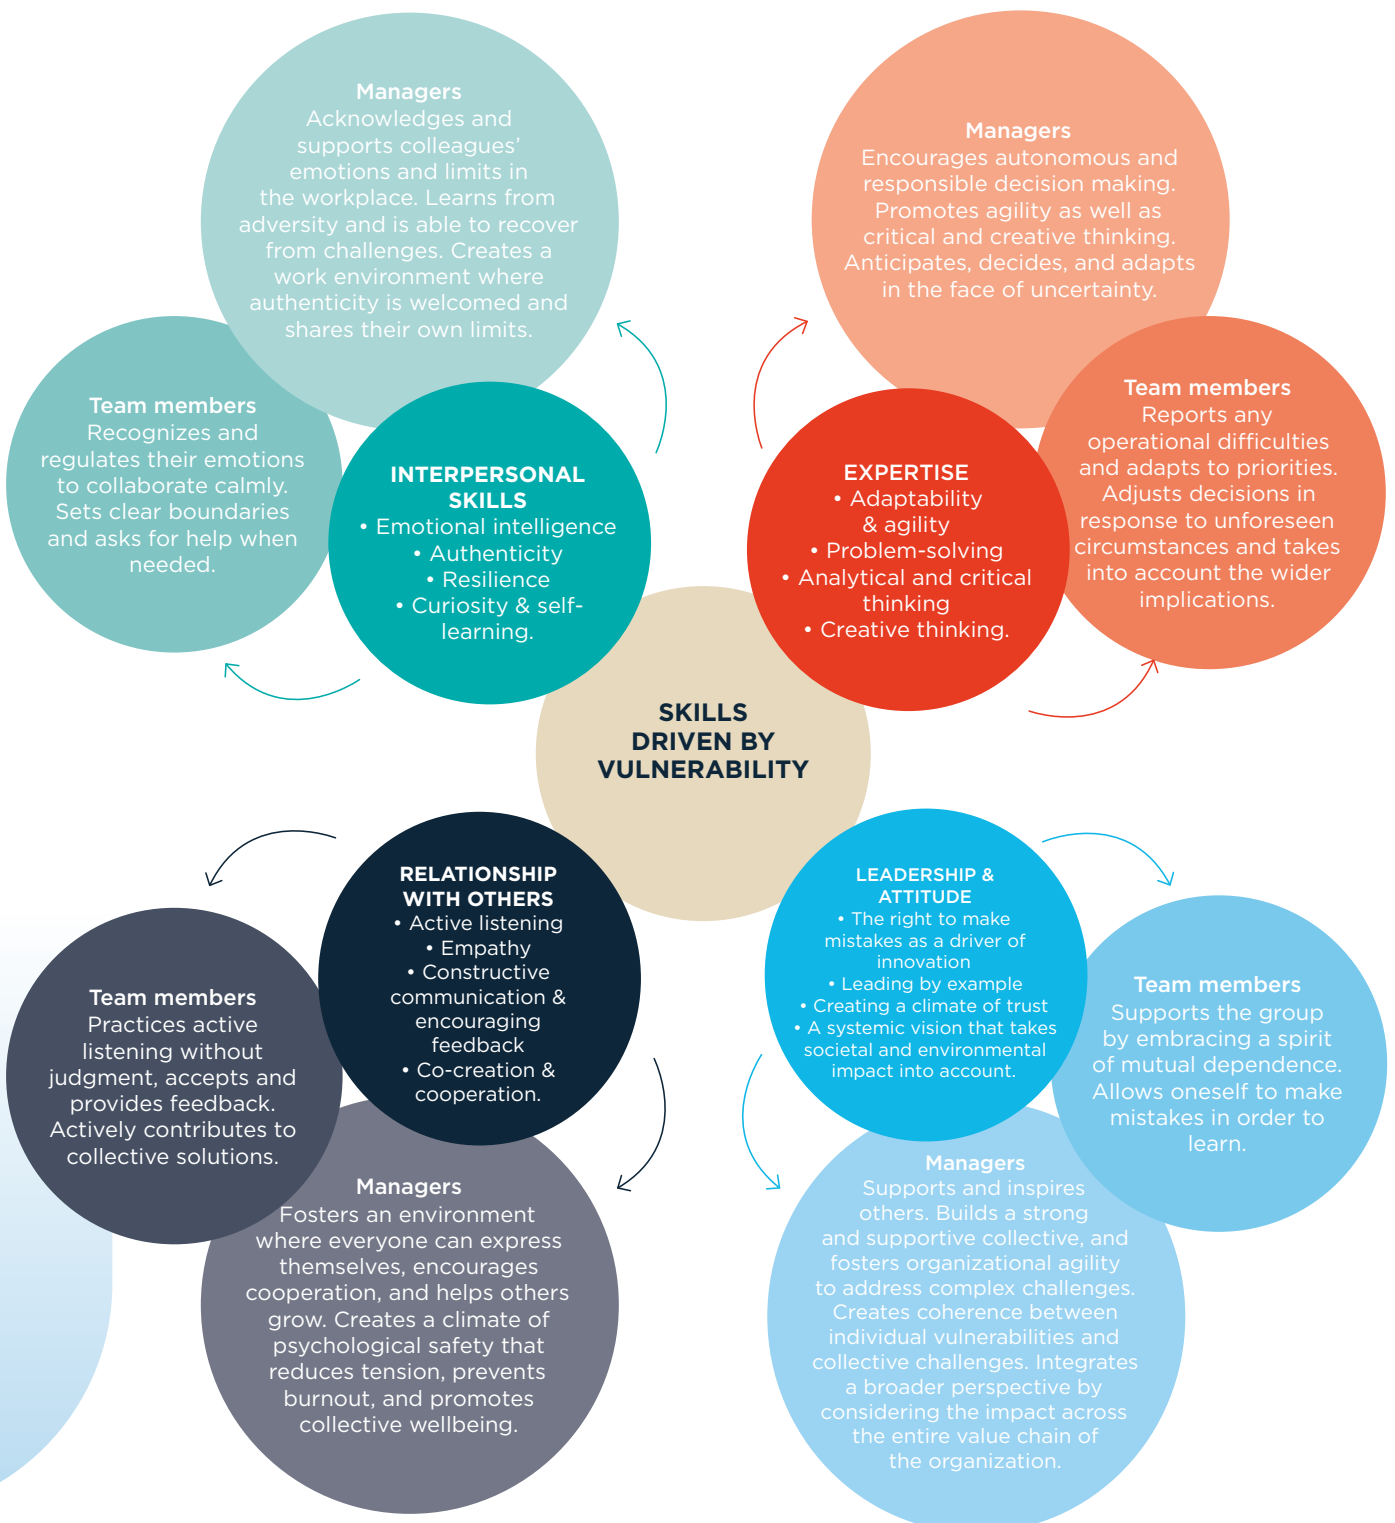 Managers
Acknowledges and
supports colleagues’
emotions and limits in
the workplace. Learns from
adversity and is able to recover
from challenges. Creates a
work environment where
authenticity is welcomed and
shares their own limits.
Team members
Recognizes and
regulates their emotions
to collaborate calmly.
Sets clear boundaries
and asks for help when
needed.
INTERPERSONAL
SKILLS
• Emotional intelligence
• Authenticity
• Resilience
• Curiosity & self-
learning.
Managers
Encourages autonomous and
responsible decision making.
Promotes agility as well as
critical and creative thinking.
Anticipates, decides, and adapts
in the face of uncertainty.
Team members
Reports any
operational difficulties
and adapts to priorities.
Adjusts decisions in
response to unforeseen
circumstances and takes
into account the wider
implications.
EXPERTISE
• Adaptability
& agility
• Problem-solving
• Analytical and critical
thinking
• Creative thinking.
SKILLS
DRIVEN BY
VULNERABILITY
RELATIONSHIP
WITH OTHERS
• Active listening
• Empathy
• Constructive
communication &
encouraging
feedback
• Co-creation &
cooperation.
Team members
Practices active
listening without
judgment, accepts and
provides feedback.
Actively contributes to
collective solutions.
Managers
Fosters an environment
where everyone can express
themselves, encourages
cooperation, and helps others
grow. Creates a climate of
psychological safety that
reduces tension, prevents
burnout, and promotes
collective wellbeing.
LEADERSHIP &
ATTITUDE
• The right to make
mistakes as a driver of
innovation
• Leading by example
• Creating a climate of trust
• A systemic vision that takes
societal and environmental
impact into account.
Team members
Supports the group
by embracing a spirit
of mutual dependence.
Allows oneself to make
mistakes in order to
learn.
Managers
Supports and inspires
others. Builds a strong
and supportive collective, and
fosters organizational agility
to address complex challenges.
Creates coherence between
individual vulnerabilities and
collective challenges. Integrates
a broader perspective by
considering the impact across
the entire value chain of
the organization.